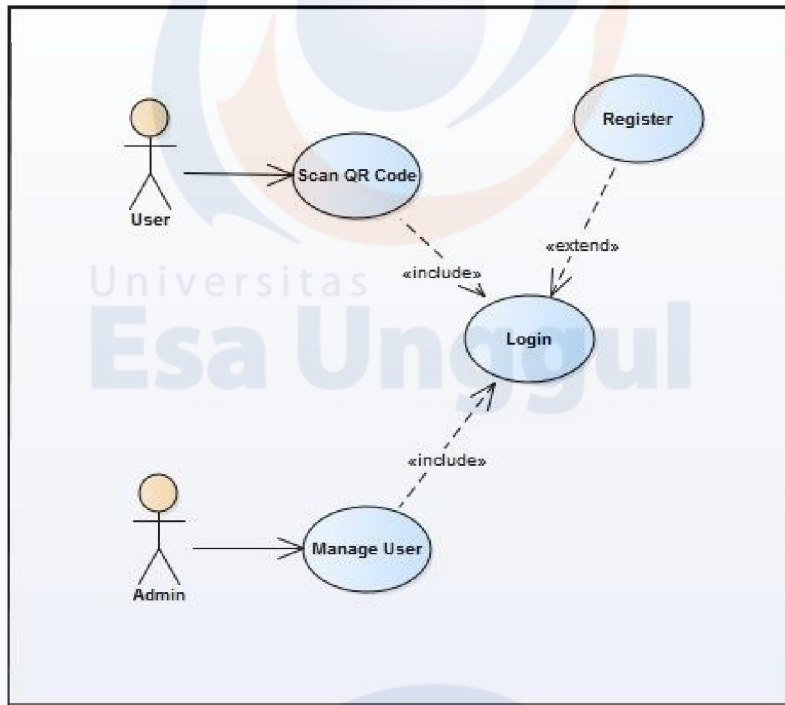 Register
Scan QR Code
User
«extend»
«include»
Universitas
Esa Unggul
Login
«include»
Manage User
Admin